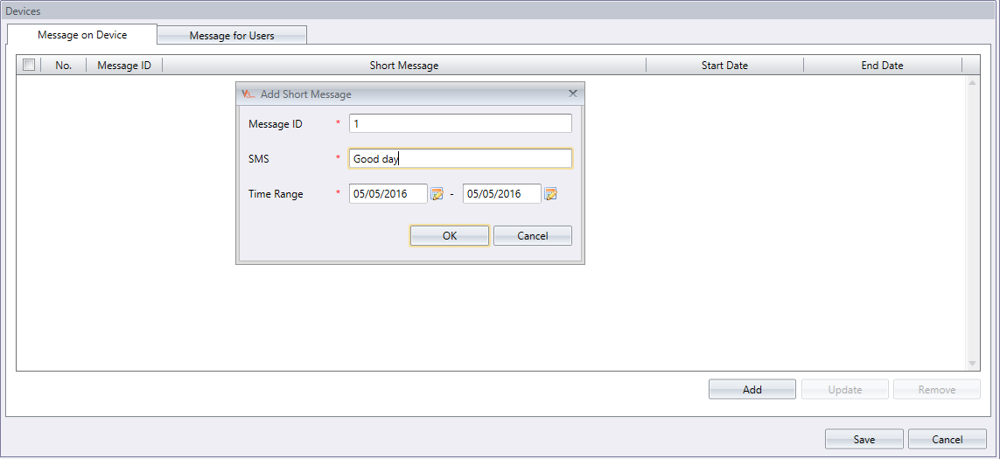 Devices
Message on Device Message for Users
No. Message ID Short Message Start Date End Date
Add Short Message
Message ID * 1
SMS * Good day
Time Range * 05/05/2016 - 05/05/2016
OK Cancel
Add Update Remove
Save Cancel